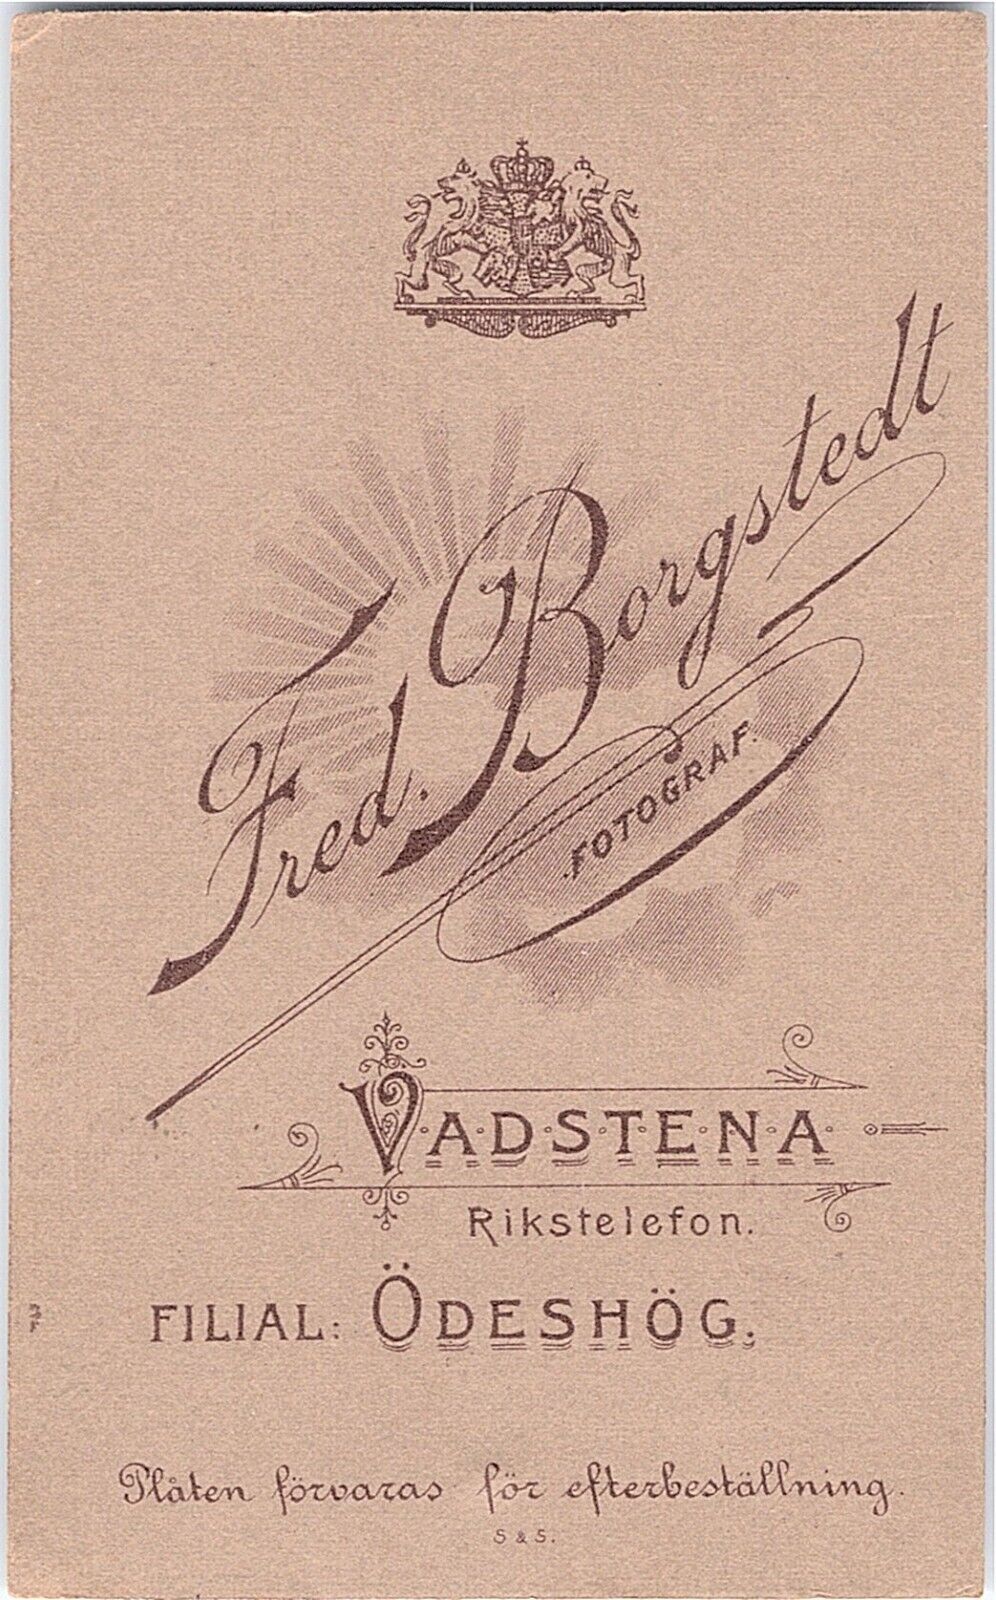 Fred. Borgstedt
FOTOGRAF.
VADSTENA
Rikstelefon.
FILIAL: ÖDESHÖG.
Plåten förvaras för efterbeställning.
S & S.